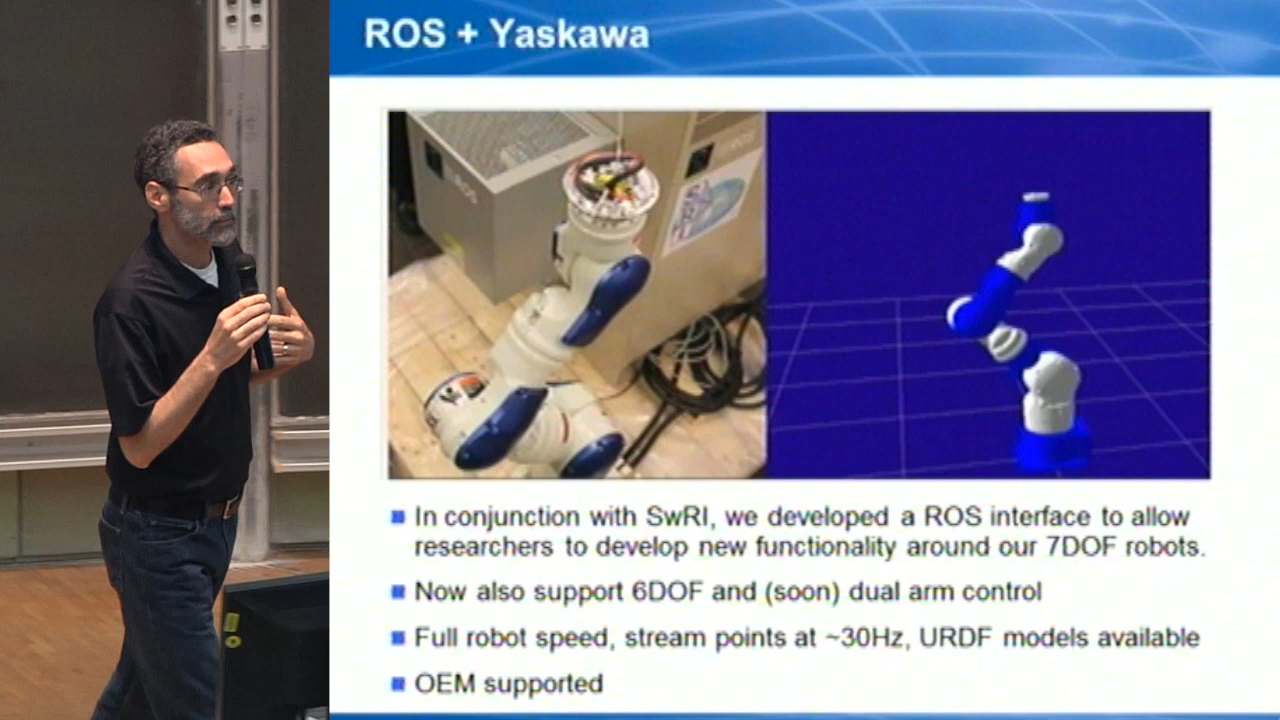 ROS + Yaskawa
In conjunction with SwRI, we developed a ROS interface to allow
researchers to develop new functionality around our 7DOF robots.
Now also support 6DOF and (soon) dual arm control
Full robot speed, stream points at ~30Hz, URDF models available
OEM supported